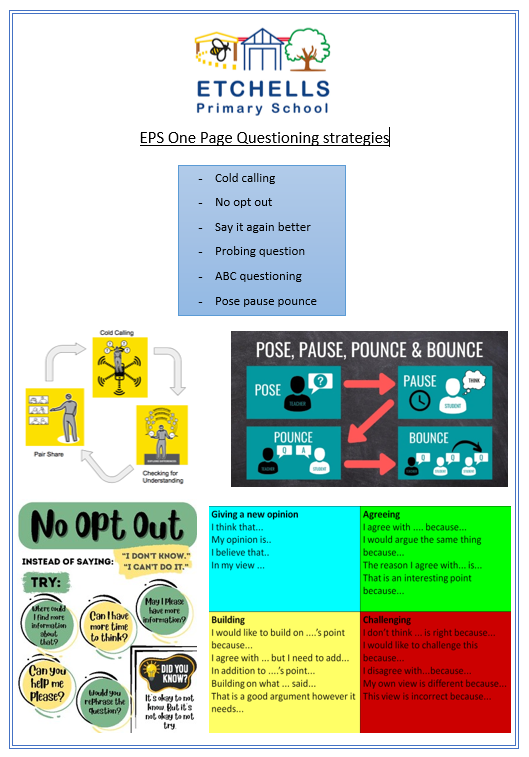 ETCHELLS
Primary School
EPS One Page Questioning strategies
- Cold calling
- No opt out
- Say it again better
- Probing question
- ABC questioning
- Pose pause pounce
Cold Calling
Pair Share
Checking for
Understanding
POSE, PAUSE, POUNCE & BOUNCE
POSE
?
TEACHER
PAUSE
THINK
STUDENT
POUNCE
Q A
TEACHER
STUDENT
BOUNCE
Q Q Q
TEACHER
STUDENT
No Opt Out
INSTEAD OF SAYING:
"I DON'T KNOW."
"I CAN'T DO IT."
TRY:
Where could
I find more
information
about
that?
Can I have
more time
to think?
May I Please
have more
information?
Can you
help me
Please?
Would you
rephrase the
question?
DID YOU
KNOW?
It's okay to not
know. But it's
not okay to not
try.
Giving a new opinion
I think that...
My opinion is..
I believe that..
In my view ...
Agreeing
I agree with .... because...
I would argue the same thing
because...
The reason I agree with... is...
That is an interesting point
because...
Building
I would like to build on ....'s point
because...
I agree with ... but I need to add...
In addition to ....'s point...
Building on what ... said...
That is a good argument however it
needs...
Challenging
I don't think ... is right because...
I would like to challenge this
because...
I disagree with ...because...
My own view is different because...
This view is incorrect because...